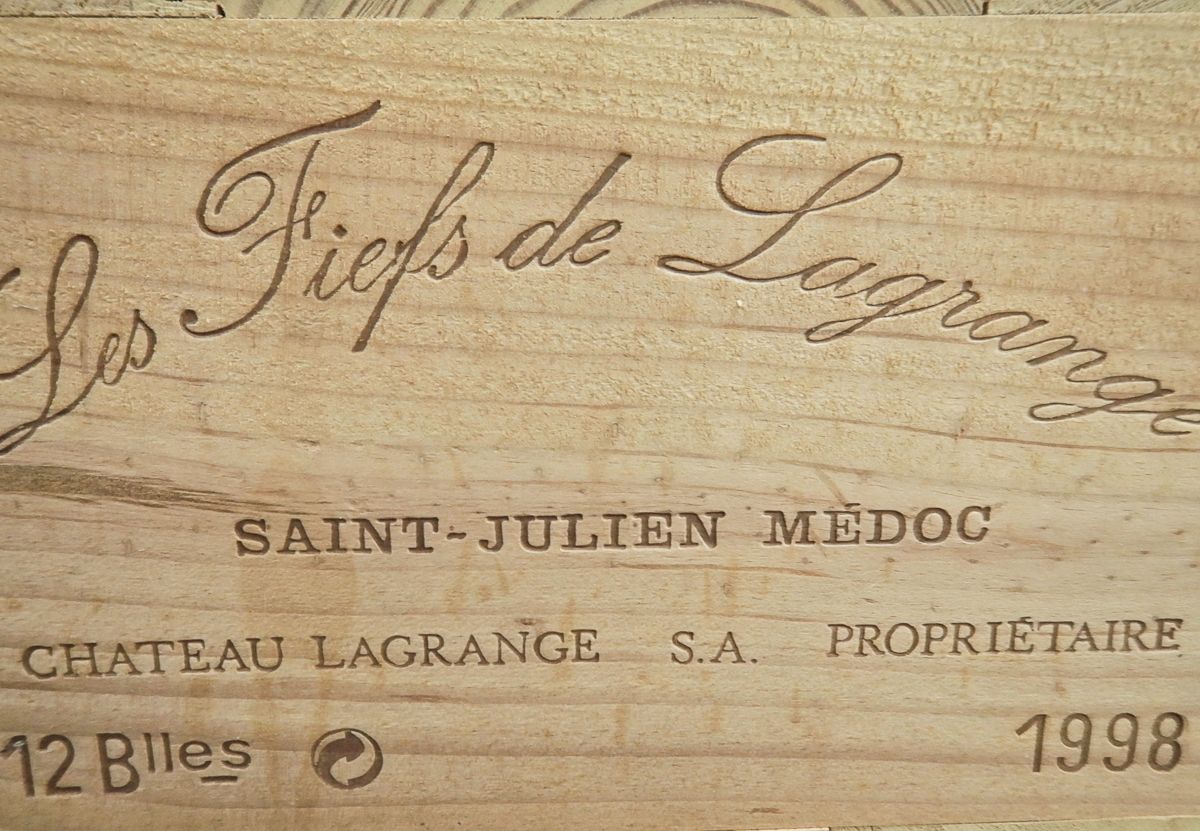 Les Fiefs de Lagrange
SAINT-JULIEN MÉDOC
CHATEAU LAGRANGE S.A. PROPRIÉTAIRE
12 Blles 1998